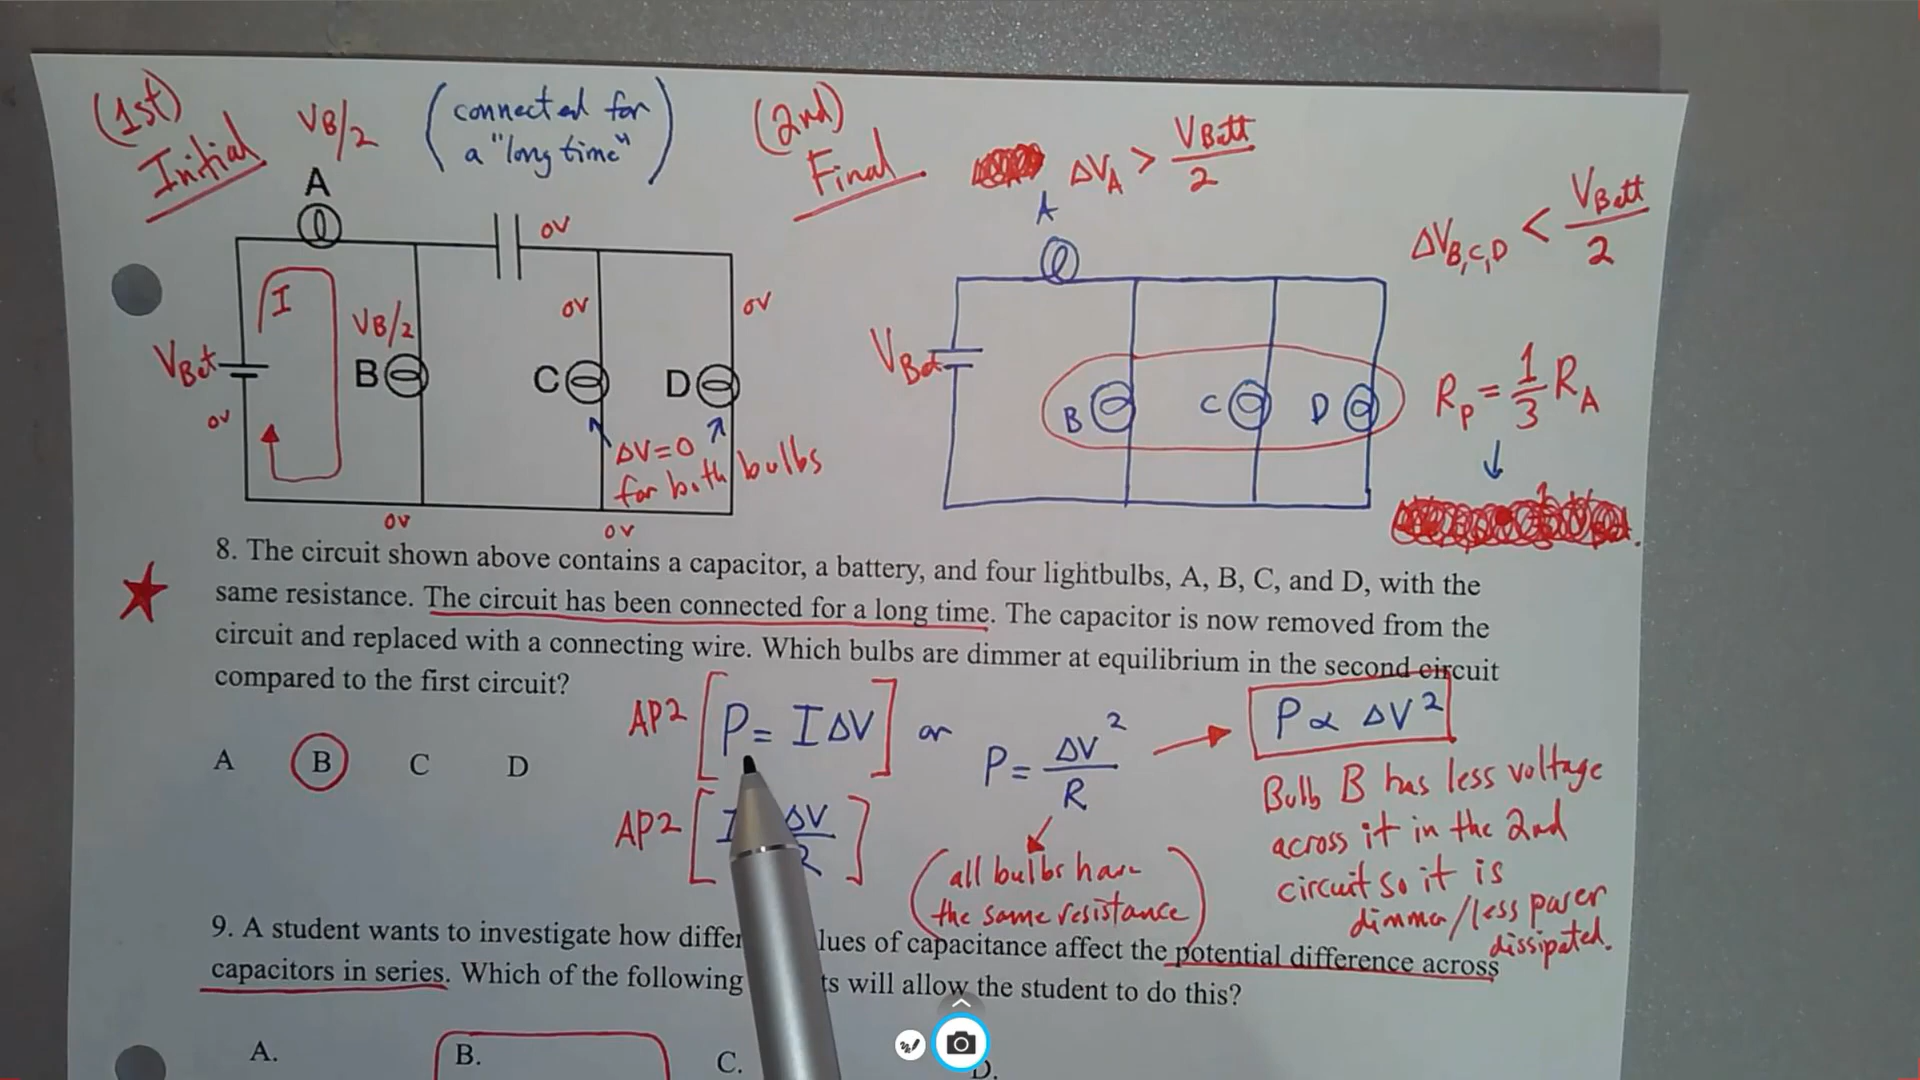 (1st)
Initial
VB/2
(connected for
a "long time")
(2nd)
Final
ΔVA > VBatt/2
ΔVB,C,D < VBatt/2
A
0V
0V
0V
I
VB/2
VBat
B
C
D
0V
ΔV=0
for both bulbs
0V
0V
A
VBat
B
C
D
Rp = 1/3 RA
8. The circuit shown above contains a capacitor, a battery, and four lightbulbs, A, B, C, and D, with the
same resistance. The circuit has been connected for a long time. The capacitor is now removed from the
circuit and replaced with a connecting wire. Which bulbs are dimmer at equilibrium in the second circuit
compared to the first circuit?
A B C D
AP2 [P = IΔV] or P = ΔV²/R → P ∝ ΔV²
AP2 [I ΔV/R]
(all bulbs have
the same resistance)
Bulb B has less voltage
across it in the 2nd
circuit so it is
dimmer/less power
dissipated.
9. A student wants to investigate how differ lues of capacitance affect the potential difference across
capacitors in series. Which of the following ts will allow the student to do this?
A. B. C. D.